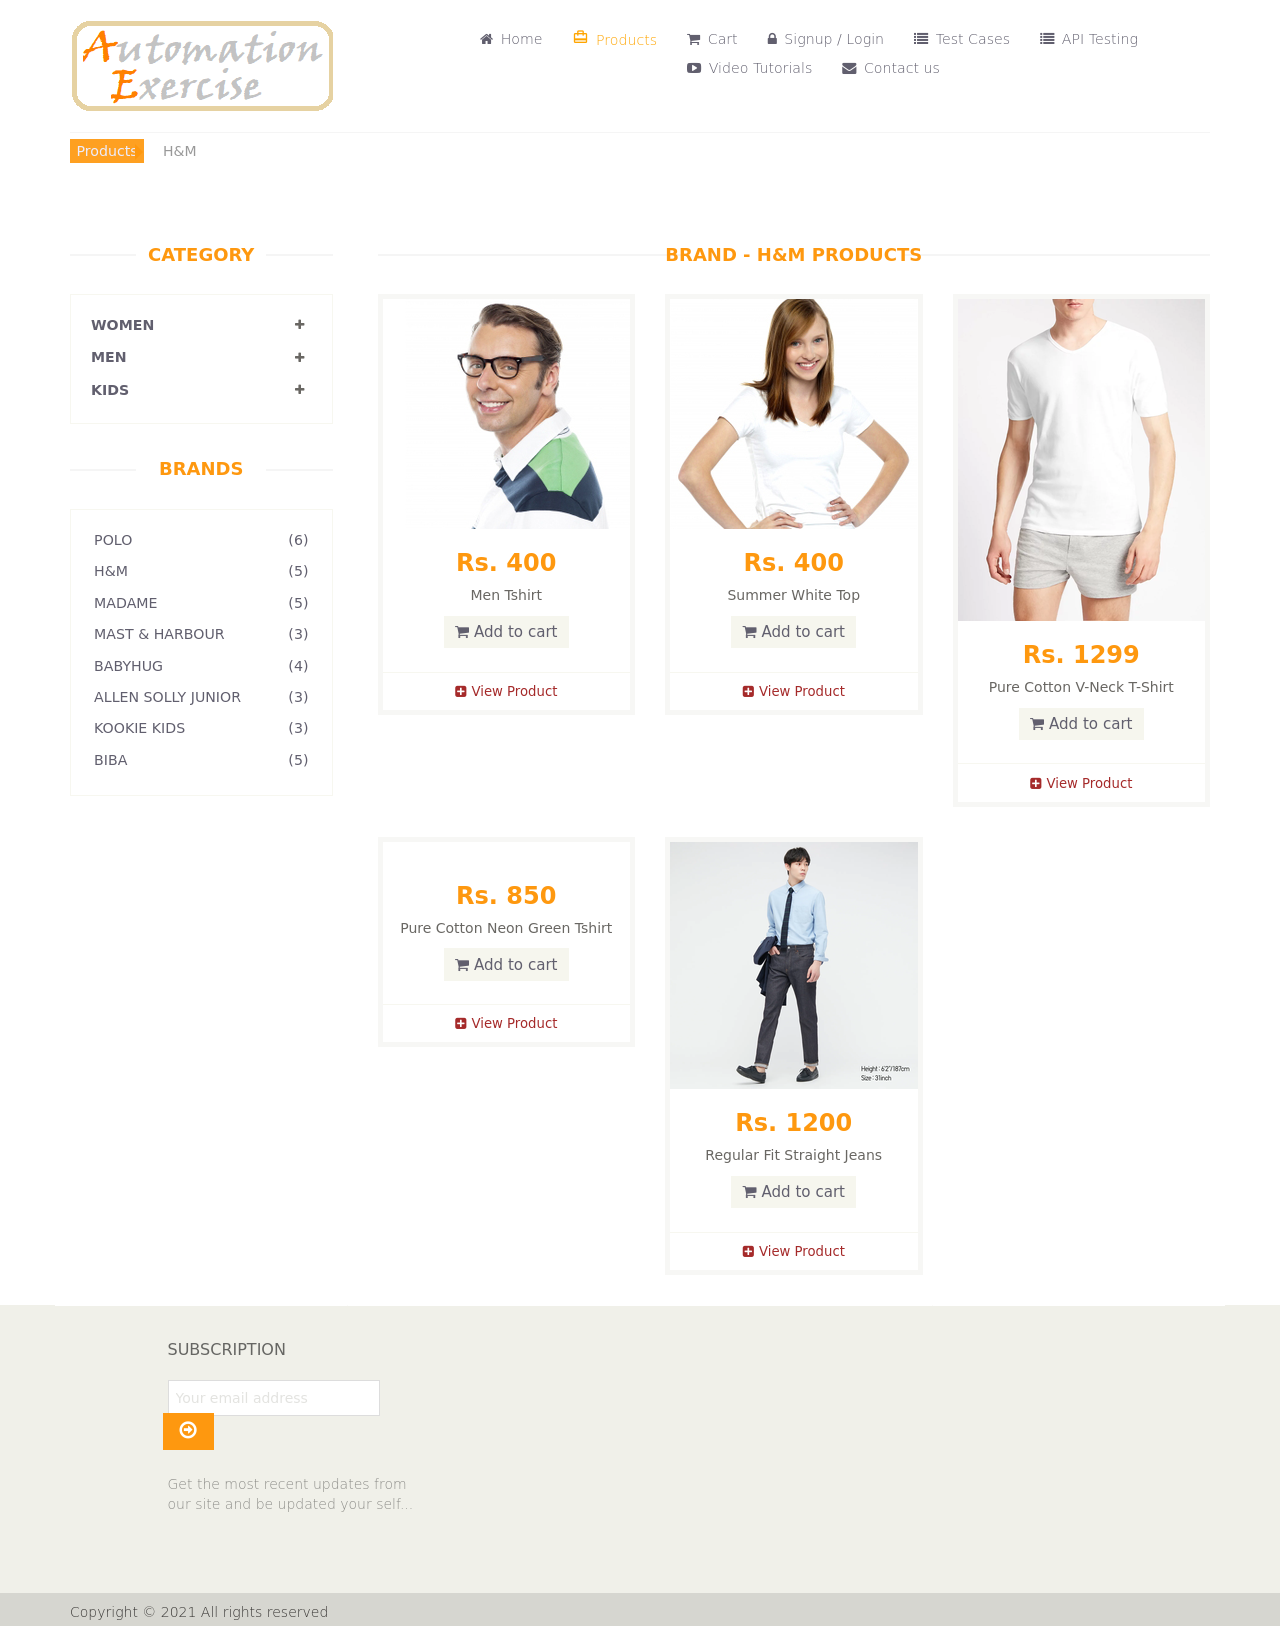 Automation
Exercise
Home
Products
Cart
Signup / Login
Test Cases
API Testing
Video Tutorials
Contact us
Products
H&M
CATEGORY
WOMEN
MEN
KIDS
BRANDS
POLO (6)
H&M (5)
MADAME (5)
MAST & HARBOUR (3)
BABYHUG (4)
ALLEN SOLLY JUNIOR (3)
KOOKIE KIDS (3)
BIBA (5)
BRAND - H&M PRODUCTS
Rs. 400
Men Tshirt
Add to cart
View Product
Rs. 400
Summer White Top
Add to cart
View Product
Rs. 1299
Pure Cotton V-Neck T-Shirt
Add to cart
View Product
Rs. 850
Pure Cotton Neon Green Tshirt
Add to cart
View Product
Height : 6'2"/187cm
Size : 31inch
Rs. 1200
Regular Fit Straight Jeans
Add to cart
View Product
SUBSCRIPTION
Your email address
Get the most recent updates from
our site and be updated your self...
Copyright © 2021 All rights reserved